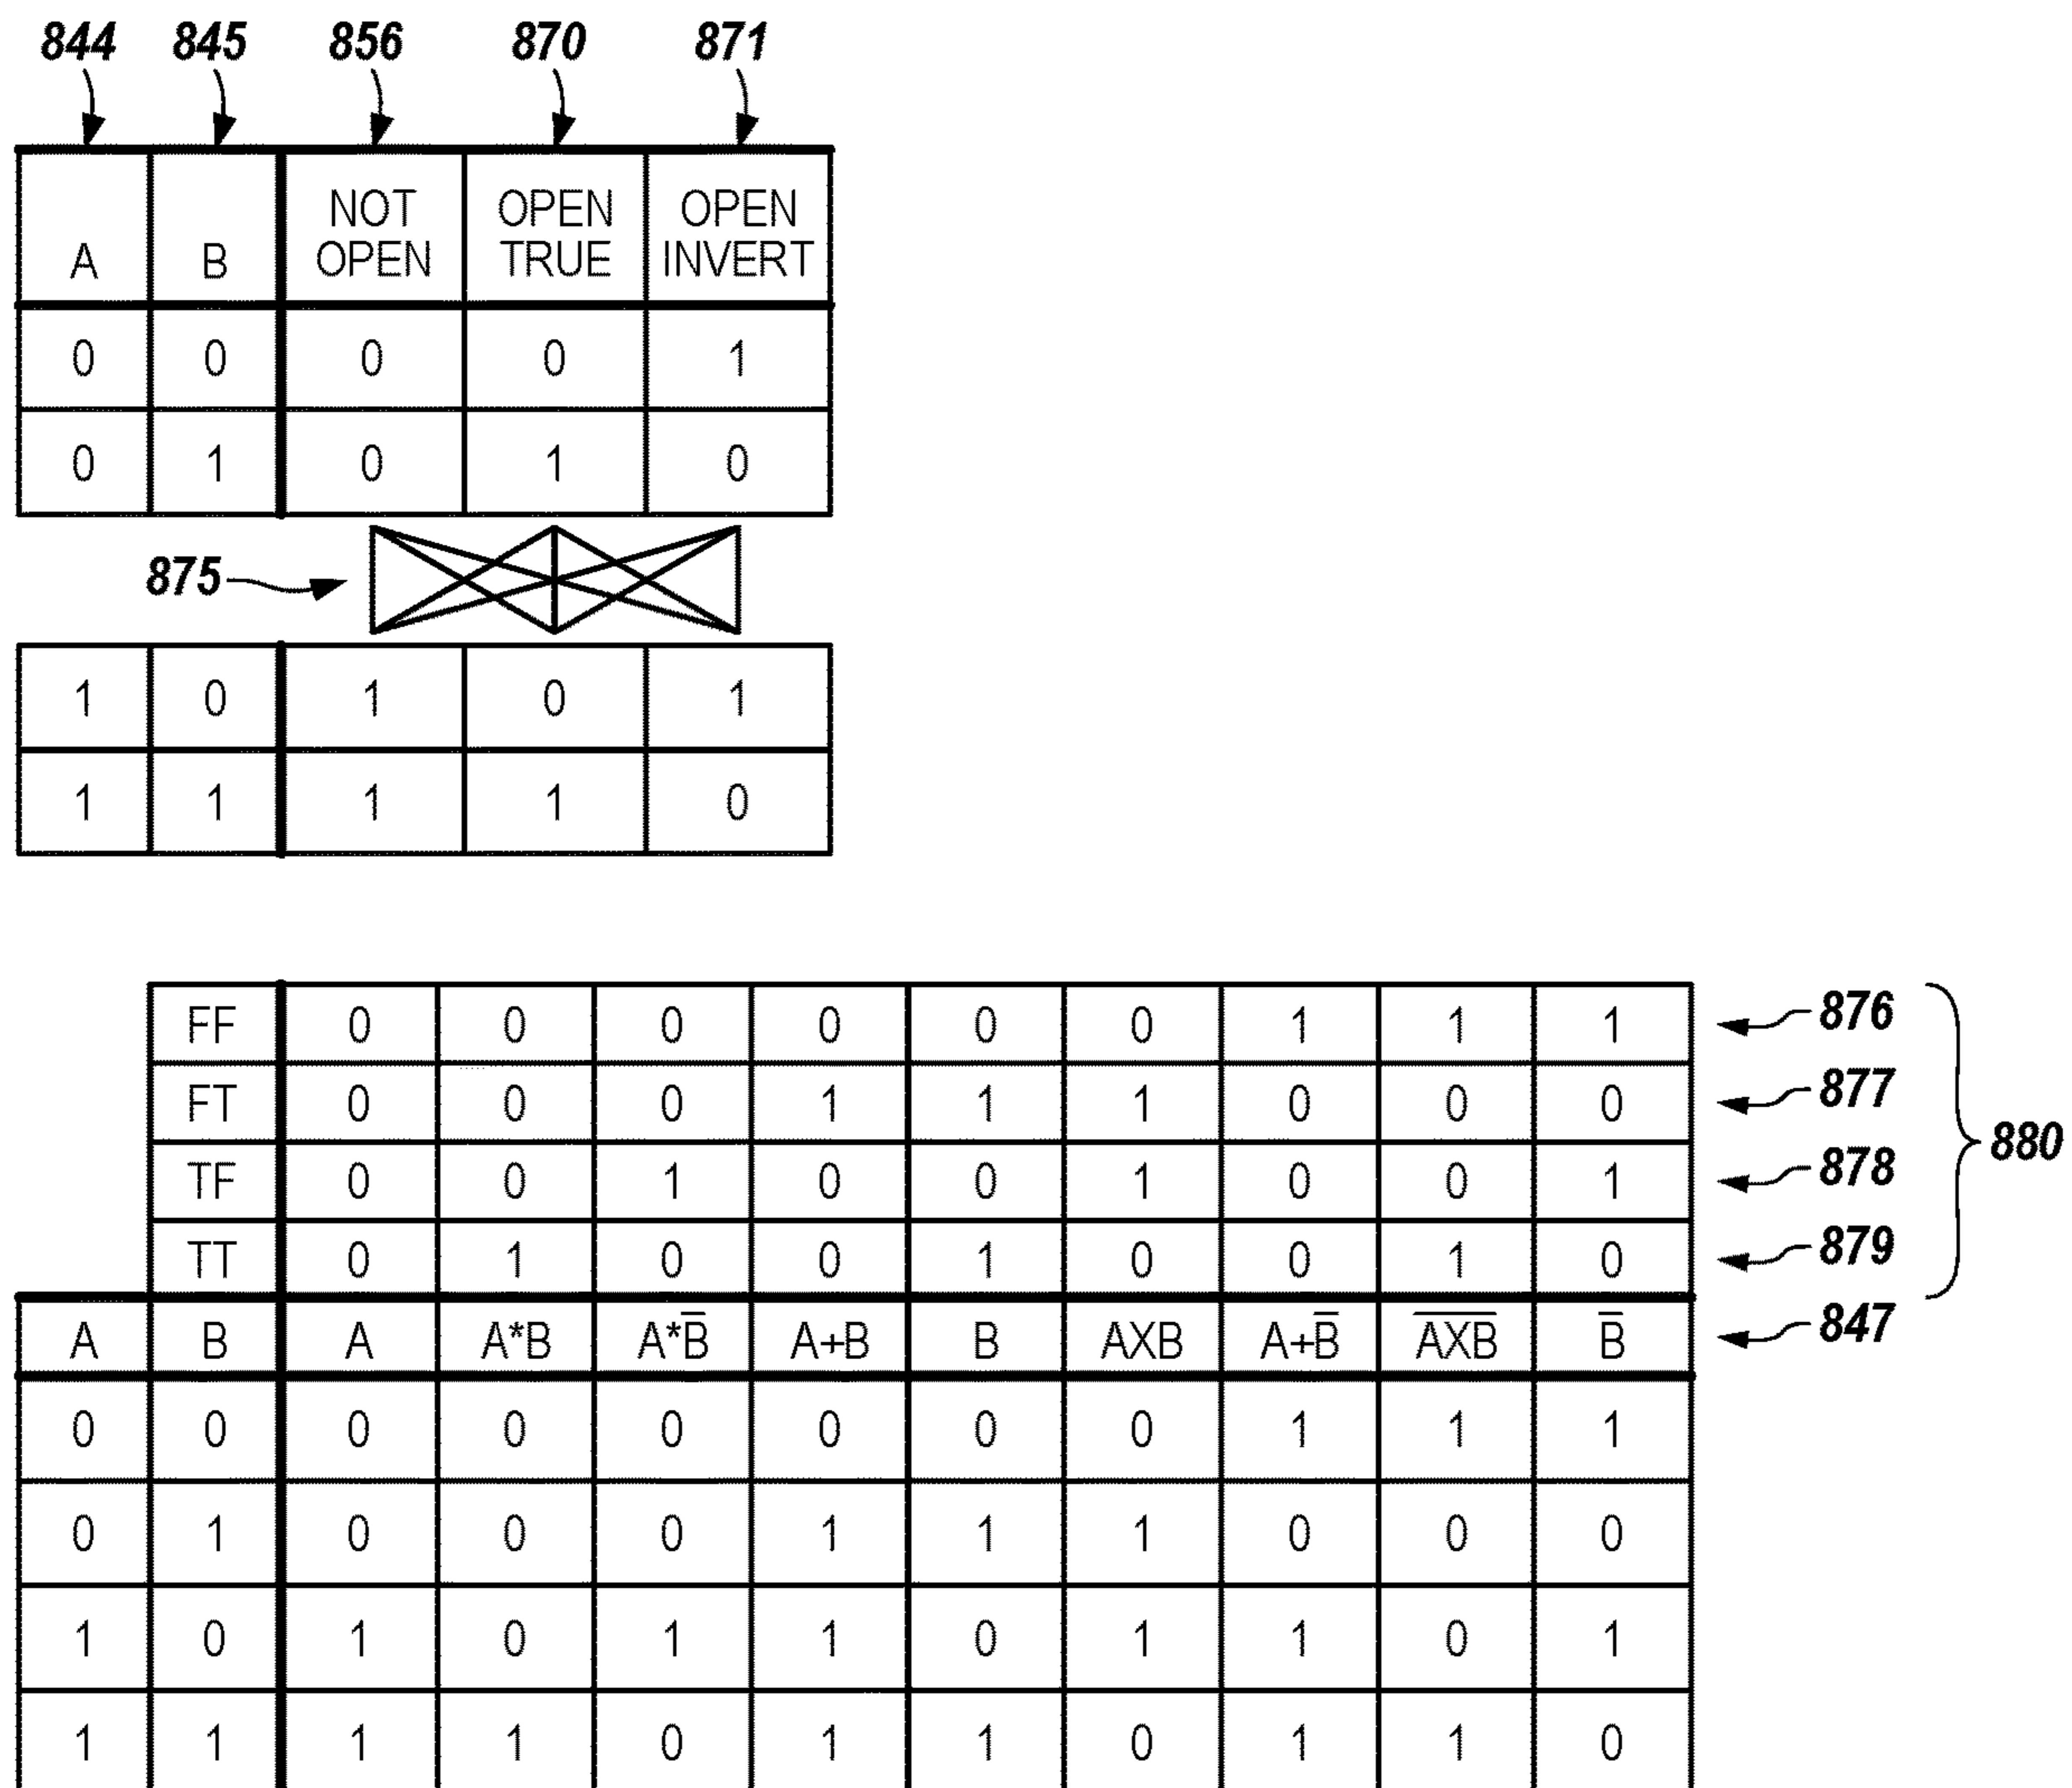 844 845 856 870 871
A B NOT OPEN OPEN TRUE OPEN INVERT
0 0 0 0 1
0 1 0 1 0
875
1 0 1 0 1
1 1 1 1 0
FF 0 0 0 0 0 0 1 1 1 876
FT 0 0 0 1 1 1 0 0 0 877
880
TF 0 0 1 0 0 1 0 0 1 878
TT 0 1 0 0 1 0 0 1 0 879
A B A A*B A*B̅ A+B B AXB A+B̅ A̅X̅B̅ B̅ 847
0 0 0 0 0 0 0 0 1 1 1
0 1 0 0 0 1 1 1 0 0 0
1 0 1 0 1 1 0 1 1 0 1
1 1 1 1 0 1 1 0 1 1 0